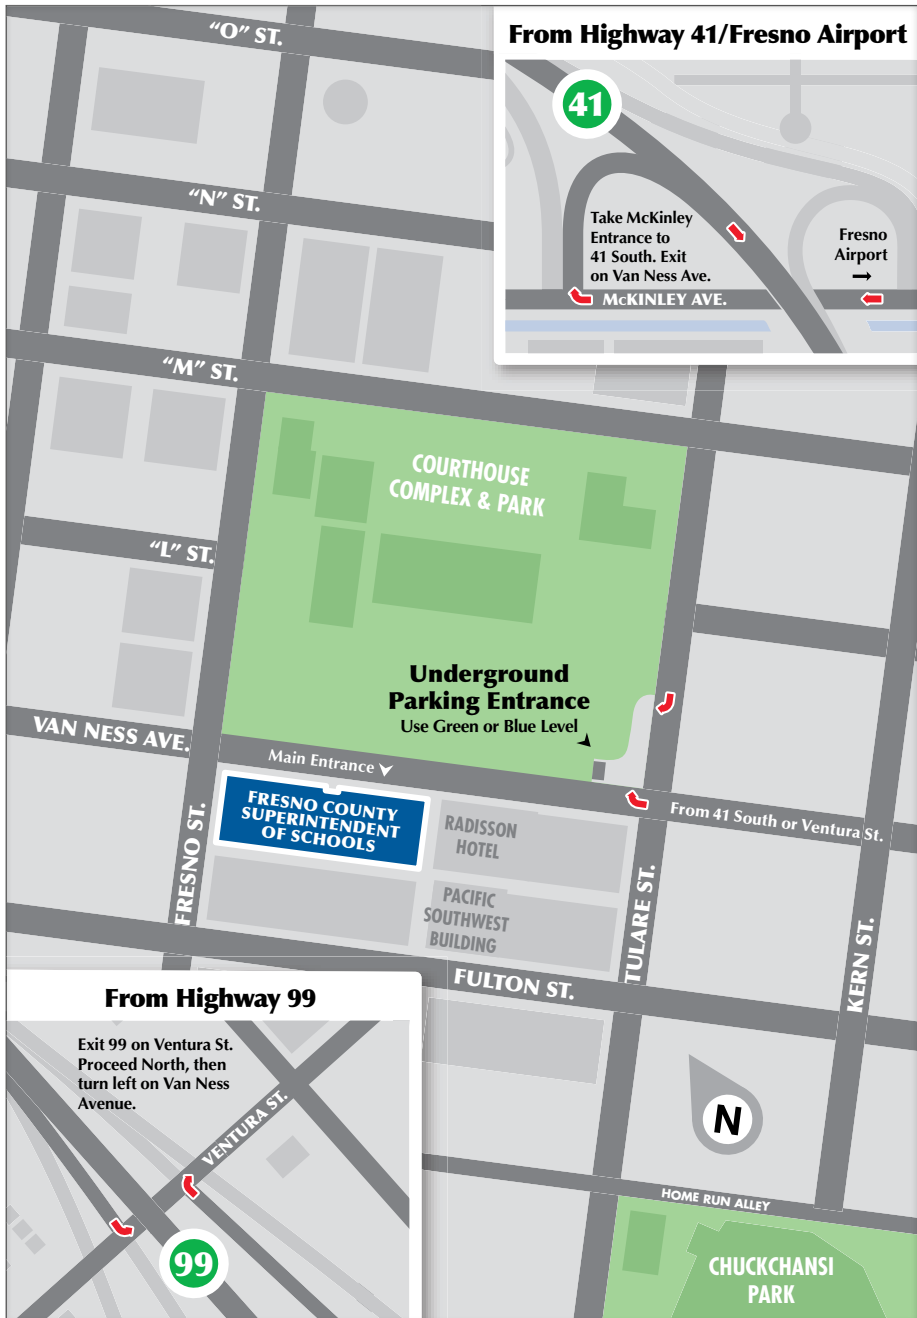 “O” ST.
From Highway 41/Fresno Airport
41
Take McKinley
Entrance to
41 South. Exit
on Van Ness Ave.
Fresno
Airport
McKINLEY AVE.
“N” ST.
“M” ST.
COURTHOUSE
COMPLEX & PARK
“L” ST.
Underground
Parking Entrance
Use Green or Blue Level
VAN NESS AVE.
Main Entrance
FRESNO COUNTY
SUPERINTENDENT
OF SCHOOLS
From 41 South or Ventura St.
RADISSON
HOTEL
FRESNO ST.
PACIFIC
SOUTHWEST
BUILDING
TULARE ST.
KERN ST.
FULTON ST.
From Highway 99
Exit 99 on Ventura St.
Proceed North, then
turn left on Van Ness
Avenue.
VENTURA ST.
99
N
HOME RUN ALLEY
CHUCKCHANSI
PARK